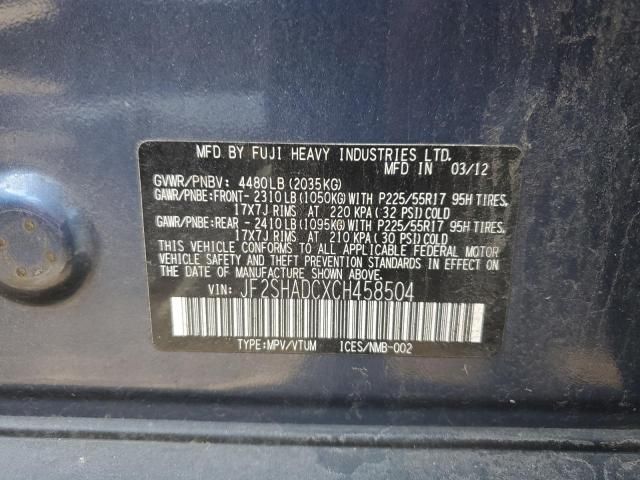 MFD BY FUJI HEAVY INDUSTRIES LTD.
MFD IN 03/12
GVWR/PNBV: 4480LB (2035KG)
GAWR/PNBE:FRONT- 2310LB (1050KG) WITH P225/55R17 95H TIRES,
17X7J RIMS AT 220 KPA (32 PSI) COLD
GAWR/PNBE:REAR - 2410LB (1095KG) WITH P225/55R17 95H TIRES,
17X7J RIMS AT 210 KPA (30 PSI) COLD
THIS VEHICLE CONFORMS TO ALL APPLICABLE FEDERAL MOTOR
VEHICLE SAFETY AND THEFT PREVENTION STANDARDS IN EFFECT ON
THE DATE OF MANUFACTURE SHOWN ABOVE.
VIN: JF2SHADCXCH458504
TYPE:MPV/VTUM ICES/NMB-002